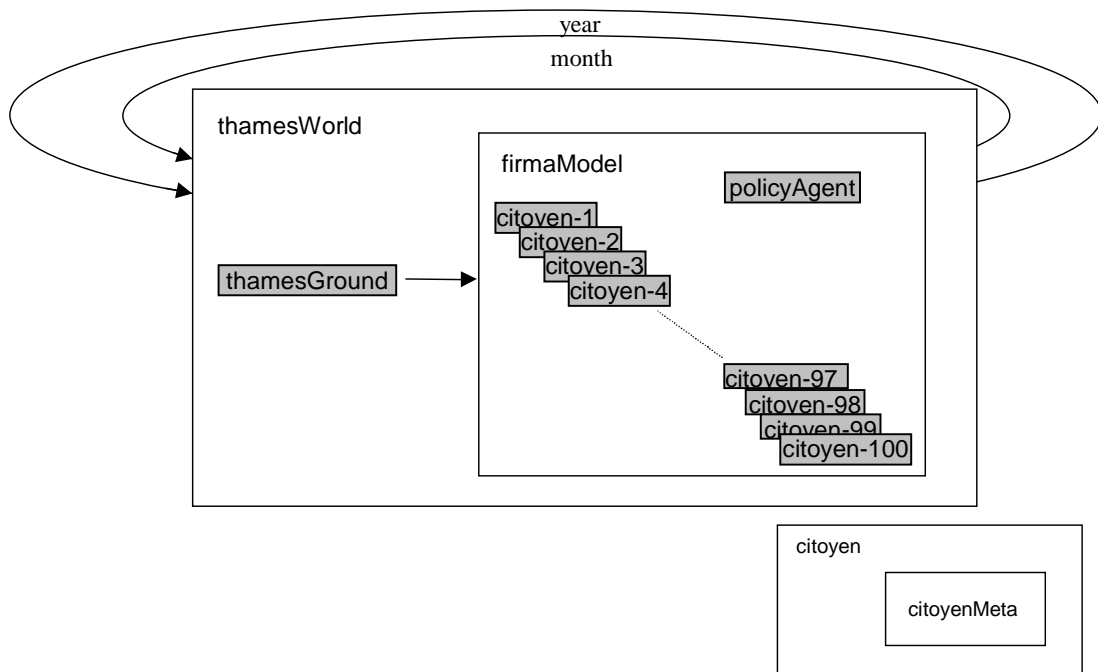 year
month
thamesWorld
firmaModel
policyAgent
citoyen-1
citoyen-2
citoyen-3
thamesGround
citoyen-4
citoyen-97
citoyen-98
citoyen-99
citoyen-100
citoyen
citoyenMeta